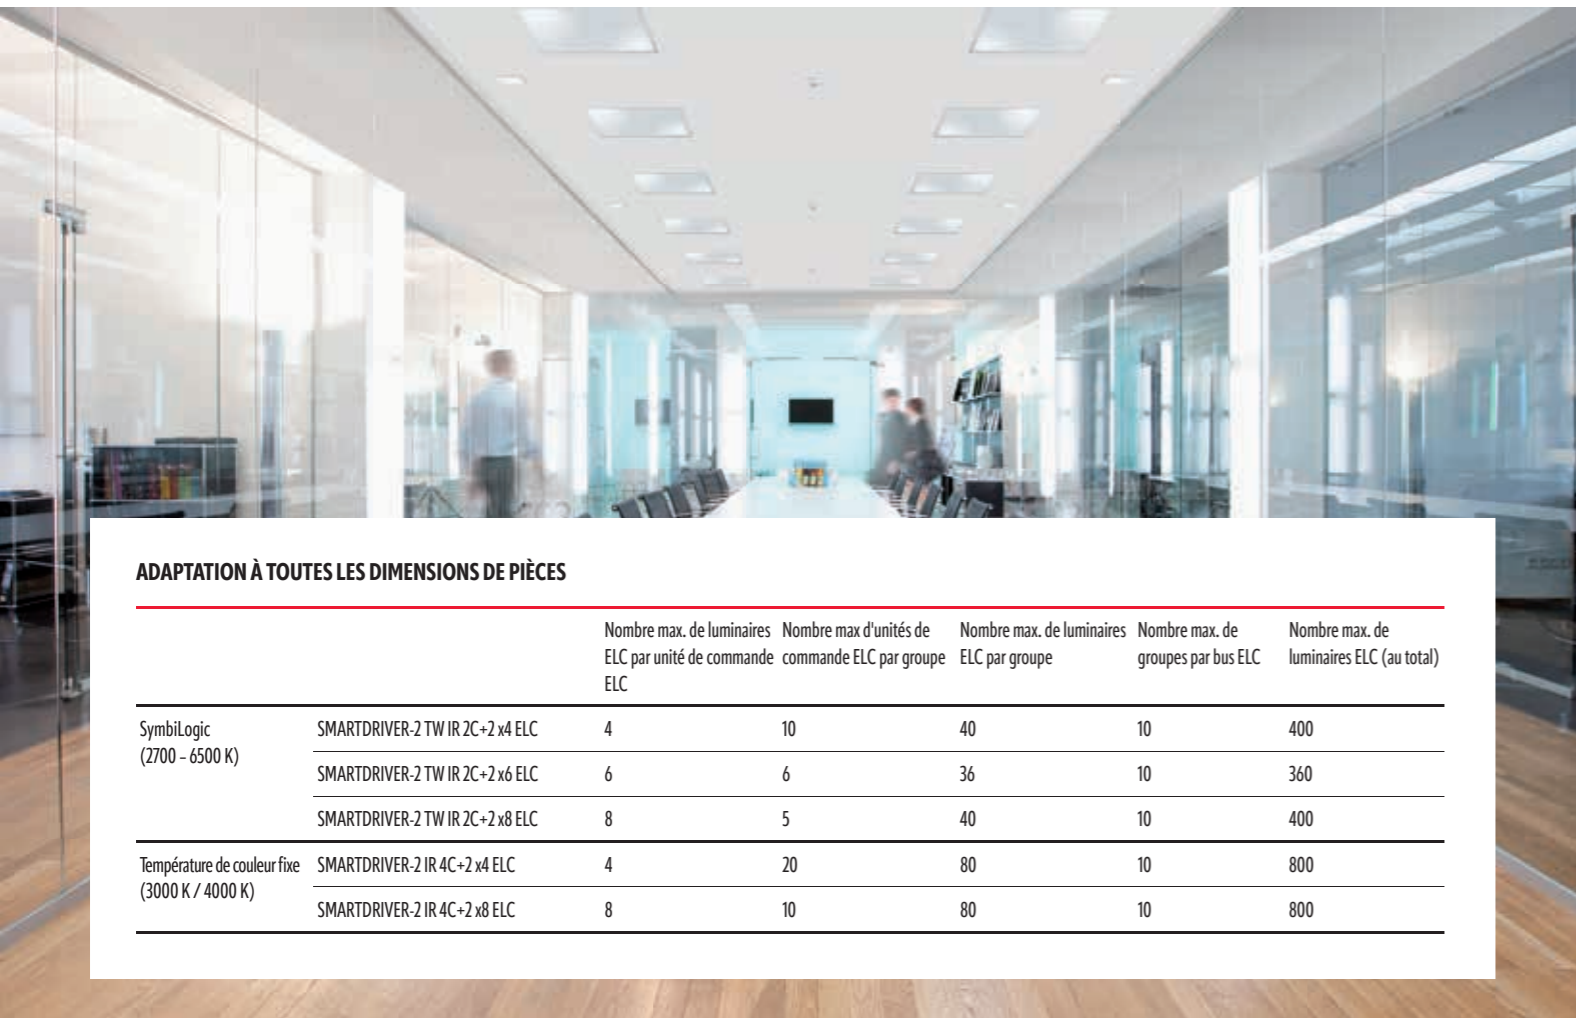 ADAPTATION À TOUTES LES DIMENSIONS DE PIÈCES
Nombre max. de luminaires ELC par unité de commande ELC
Nombre max d'unités de commande ELC par groupe
Nombre max. de luminaires ELC par groupe
Nombre max. de groupes par bus ELC
Nombre max. de luminaires ELC (au total)
SymbiLogic
(2700 – 6500 K)
SMARTDRIVER-2 TW IR 2C+2 x4 ELC 4 10 40 10 400
SMARTDRIVER-2 TW IR 2C+2 x6 ELC 6 6 36 10 360
SMARTDRIVER-2 TW IR 2C+2 x8 ELC 8 5 40 10 400
Température de couleur fixe
(3000 K / 4000 K)
SMARTDRIVER-2 IR 4C+2 x4 ELC 4 20 80 10 800
SMARTDRIVER-2 IR 4C+2 x8 ELC 8 10 80 10 800